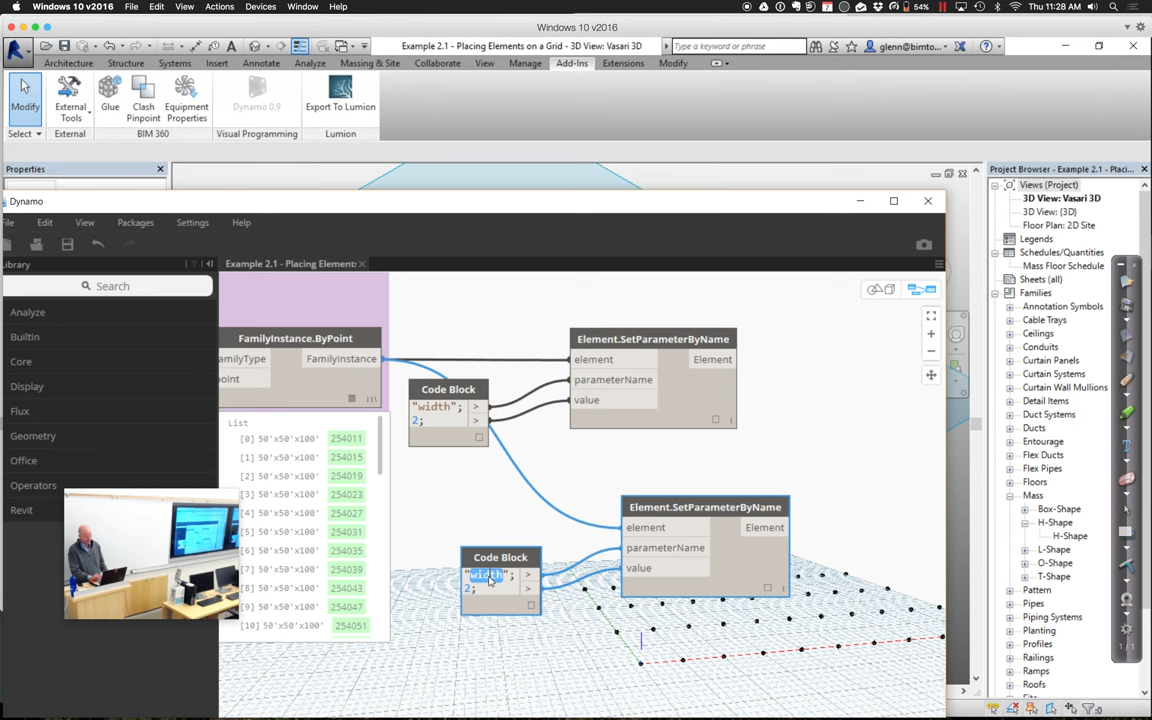 Windows 10 v2016 File Edit View Actions Devices Window Help 7 54% Thu 11:28 AM
Windows 10 v2016
Example 2.1 - Placing Elements on a Grid - 3D View: Vasari 3D Type a keyword or phrase glenn@bimto...
Architecture Structure Systems Insert Annotate Analyze Massing & Site Collaborate View Manage Add-Ins Extensions Modify
Modify External Tools Glue Clash Pinpoint Equipment Properties Dynamo 0.9 Export To Lumion
Select External BIM 360 Visual Programming Lumion
Properties
Project Browser - Example 2.1 - Placi...
Views (Project)
3D View: Vasari 3D
3D View: {3D}
Floor Plan: 2D Site
Legends
Schedules/Quantities
Mass Floor Schedule
Sheets (all)
Families
Annotation Symbols
Cable Trays
Ceilings
Conduits
Curtain Panels
Curtain Systems
Curtain Wall Mullions
Detail Items
Duct Systems
Ducts
Entourage
Flex Ducts
Flex Pipes
Floors
Mass
Box-Shape
H-Shape
H-Shape
L-Shape
O-Shape
T-Shape
Pattern
Pipes
Piping Systems
Planting
Profiles
Railings
Ramps
Roofs
Dynamo
ile Edit View Packages Settings Help
Library
Example 2.1 - Placing Element:
Search
Analyze
BuiltIn
Core
Display
Flux
Geometry
Office
Operators
Revit
FamilyInstance.ByPoint
amilyType FamilyInstance
point
Code Block
"width"; >
2; >
Element.SetParameterByName
element Element
parameterName
value
List
[0] 50'x50'x100' 254011
[1] 50'x50'x100' 254015
[2] 50'x50'x100' 254019
[3] 50'x50'x100' 254023
[4] 50'x50'x100' 254027
[5] 50'x50'x100' 254031
[6] 50'x50'x100' 254035
[7] 50'x50'x100' 254039
[8] 50'x50'x100' 254043
[9] 50'x50'x100' 254047
[10] 50'x50'x100' 254051
Code Block
"width"; >
2; >
Element.SetParameterByName
element Element
parameterName
value
1 / 1
:0